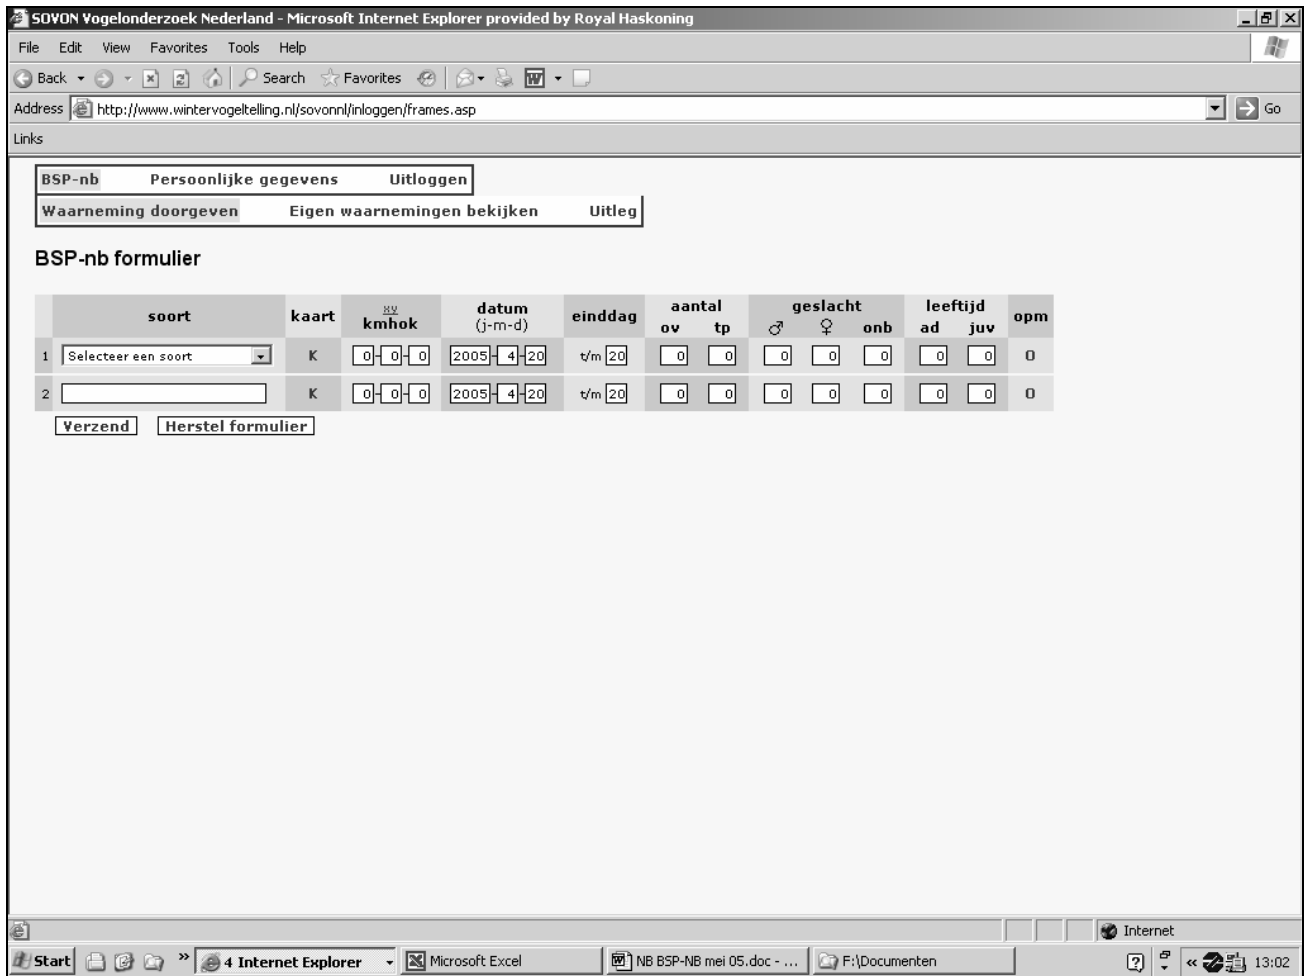 SOVON Vogelonderzoek Nederland - Microsoft Internet Explorer provided by Royal Haskoning
File Edit View Favorites Tools Help
Back Search Favorites
Address http://www.wintervogeltelling.nl/sovonnl/inloggen/frames.asp Go
Links
BSP-nb Persoonlijke gegevens Uitloggen
Waarneming doorgeven Eigen waarnemingen bekijken Uitleg
BSP-nb formulier
soort kaart xy kmhok datum (j-m-d) einddag aantal ov tp geslacht ♂ ♀ onb leeftijd ad juv opm
1 Selecteer een soort K 0 - 0 - 0 2005 - 4 - 20 t/m 20 0 0 0 0 0 0 0 O
2 K 0 - 0 - 0 2005 - 4 - 20 t/m 20 0 0 0 0 0 0 0 O
Verzend Herstel formulier
Internet
Start » 4 Internet Explorer Microsoft Excel NB BSP-NB mei 05.doc - ... F:\Documenten « 13:02